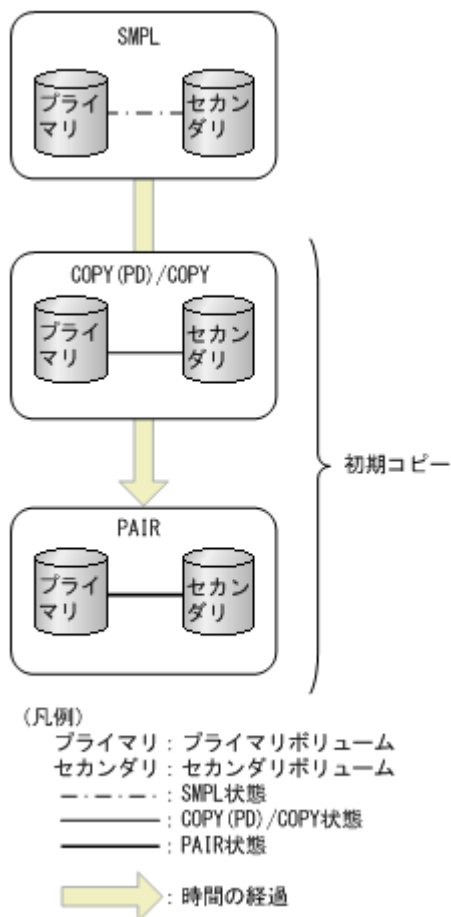 SMPL
プライ
マリ
セカン
ダリ
COPY(PD)/COPY
プライ
マリ
セカン
ダリ
初期コピー
PAIR
プライ
マリ
セカン
ダリ
(凡例)
プライマリ：プライマリボリューム
セカンダリ：セカンダリボリューム
：SMPL状態
：COPY(PD)/COPY状態
：PAIR状態
：時間の経過